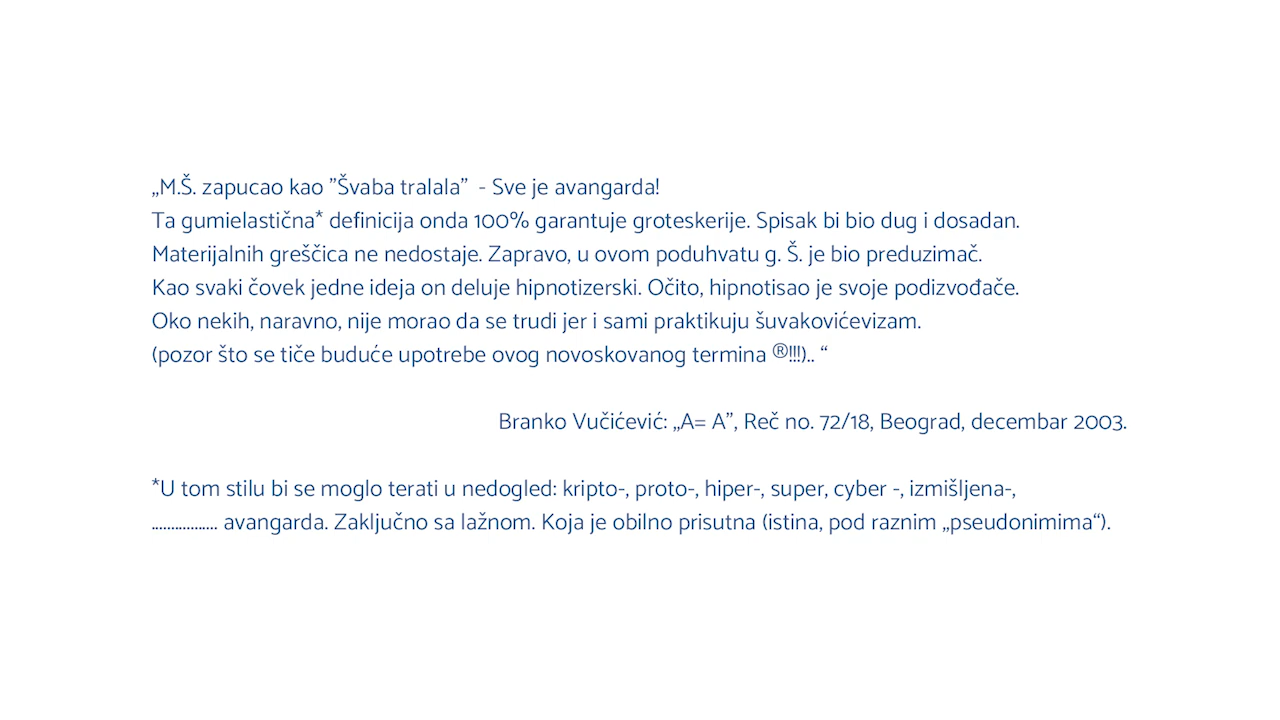 „M.Š. zapucao kao ”Švaba tralala” - Sve je avangarda!
Ta gumielastična* definicija onda 100% garantuje groteskerije. Spisak bi bio dug i dosadan.
Materijalnih greščica ne nedostaje. Zapravo, u ovom poduhvatu g. Š. je bio preduzimač.
Kao svaki čovek jedne ideja on deluje hipnotizerski. Očito, hipnotisao je svoje podizvođače.
Oko nekih, naravno, nije morao da se trudi jer i sami praktikuju šuvakovićevizam.
(pozor što se tiče buduće upotrebe ovog novoskovanog termina ®!!!).. “
Branko Vučićević: „A= A”, Reč no. 72/18, Beograd, decembar 2003.
*U tom stilu bi se moglo terati u nedogled: kripto-, proto-, hiper-, super, cyber -, izmišljena-,
.................. avangarda. Zaključno sa lažnom. Koja je obilno prisutna (istina, pod raznim „pseudonimima“).